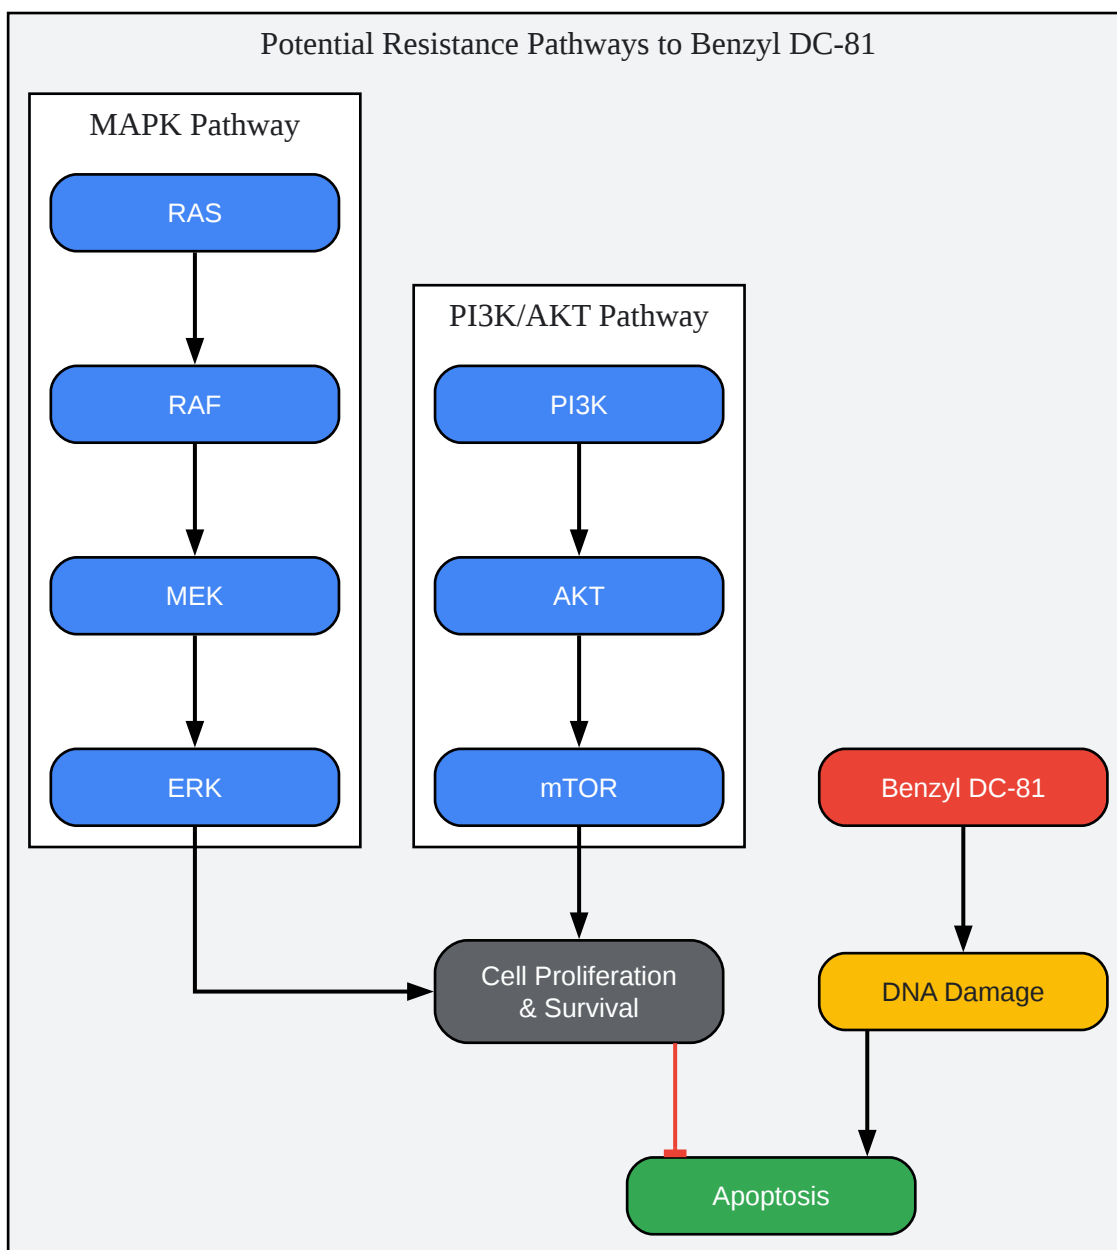 Potential Resistance Pathways to Benzyl DC-81
MAPK Pathway
RAS
RAF
MEK
ERK
PI3K/AKT Pathway
PI3K
AKT
mTOR
Benzyl DC-81
Cell Proliferation
& Survival
DNA Damage
Apoptosis